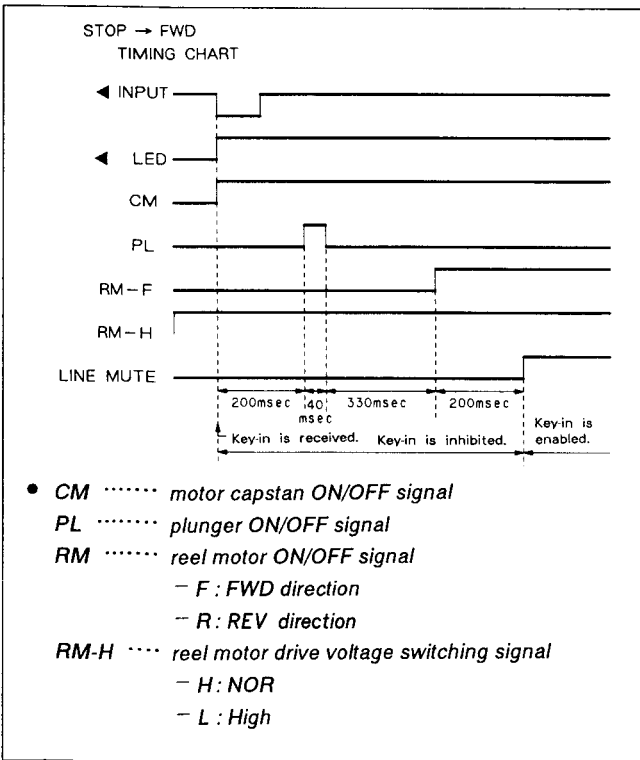 STOP → FWD
TIMING CHART
◀ INPUT
◀ LED
CM
PL
RM-F
RM-H
LINE MUTE
200msec 40 msec 330msec 200msec
Key-in is received. Key-in is inhibited. Key-in is enabled.
● CM ······· motor capstan ON/OFF signal
PL ········ plunger ON/OFF signal
RM ······· reel motor ON/OFF signal
— F : FWD direction
— R : REV direction
RM-H ···· reel motor drive voltage switching signal
— H : NOR
— L : High